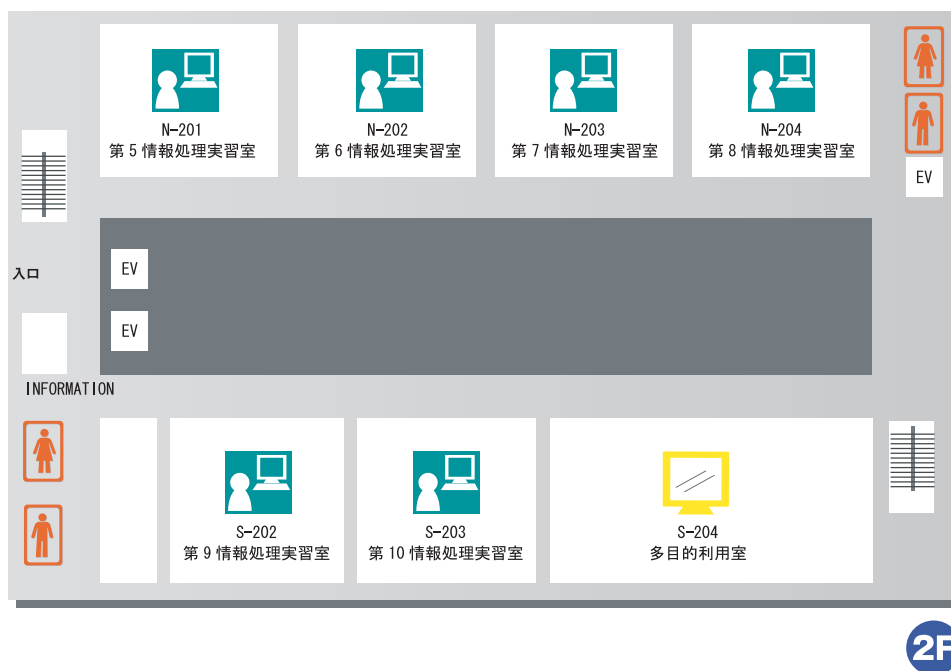 N-201
第5情報処理実習室
N-202
第6情報処理実習室
N-203
第7情報処理実習室
N-204
第8情報処理実習室
EV
入口
EV
EV
INFORMATION
S-202
第9情報処理実習室
S-203
第10情報処理実習室
S-204
多目的利用室
2F